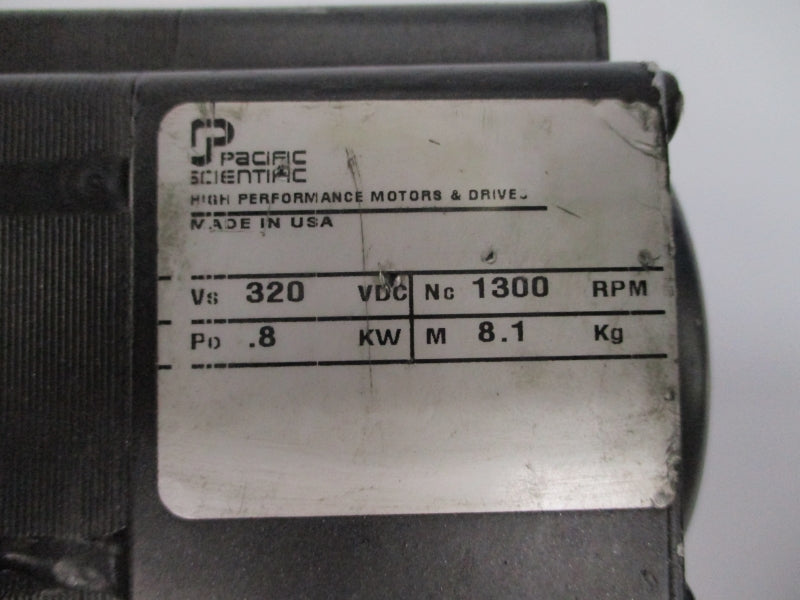 PACIFIC
SCIENTIFIC
HIGH PERFORMANCE MOTORS & DRIVES
MADE IN USA
Vs 320 VDC Nc 1300 RPM
Po .8 KW M 8.1 Kg